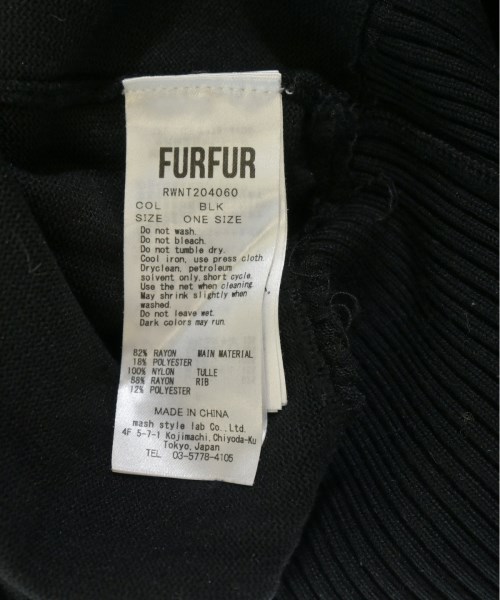 FURFUR
RWNT204060
COL BLK
SIZE ONE SIZE
Do not wash.
Do not bleach.
Do not tumble dry.
Cool iron, use press cloth.
Dryclean, petroleum
solvent only, short cycle.
Use the net when cleaning.
May shrink slightly when
washed.
Do not leave wet.
Dark colors may run.
82% RAYON MAIN MATERIAL
18% POLYESTER
100% NYLON TULLE
88% RAYON RIB
12% POLYESTER
MADE IN CHINA
mash style lab Co.,Ltd.
4F 5-7-1 Kojimachi,Chiyoda-Ku
Tokyo,Japan
TEL 03-5778-4105